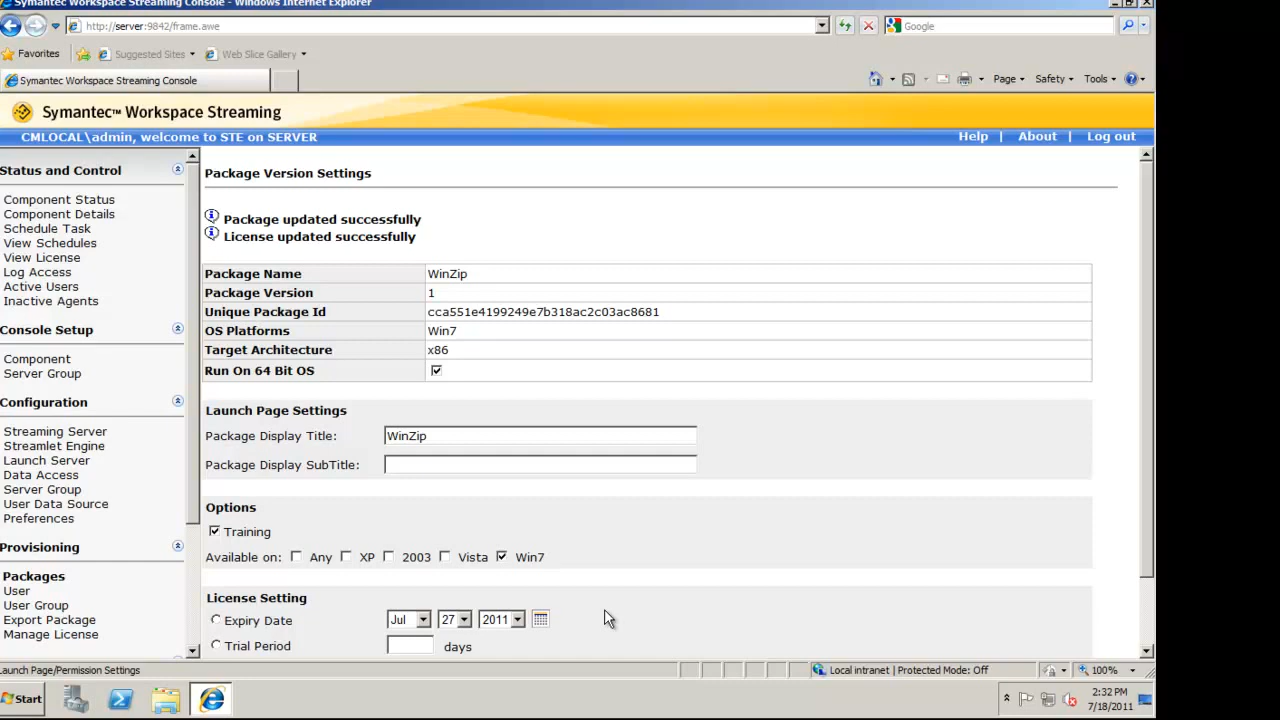 Symantec Workspace Streaming Console - Windows Internet Explorer
http://server:9842/frame.awe
Google
Favorites Suggested Sites Web Slice Gallery
Symantec Workspace Streaming Console
Page Safety Tools
Symantec™ Workspace Streaming
CMLOCAL\admin, welcome to STE on SERVER
Help | About | Log out
Status and Control
Component Status
Component Details
Schedule Task
View Schedules
View License
Log Access
Active Users
Inactive Agents
Console Setup
Component
Server Group
Configuration
Streaming Server
Streamlet Engine
Launch Server
Data Access
Server Group
User Data Source
Preferences
Provisioning
Packages
User
User Group
Export Package
Manage License
Package Version Settings
Package updated successfully
License updated successfully
Package Name WinZip
Package Version 1
Unique Package Id cca551e4199249e7b318ac2c03ac8681
OS Platforms Win7
Target Architecture x86
Run On 64 Bit OS
Launch Page Settings
Package Display Title: WinZip
Package Display SubTitle:
Options
Training
Available on: Any XP 2003 Vista Win7
License Setting
Expiry Date Jul 27 2011
Trial Period days
Launch Page/Permission Settings
Local intranet | Protected Mode: Off
100%
Start
2:32 PM
7/18/2011